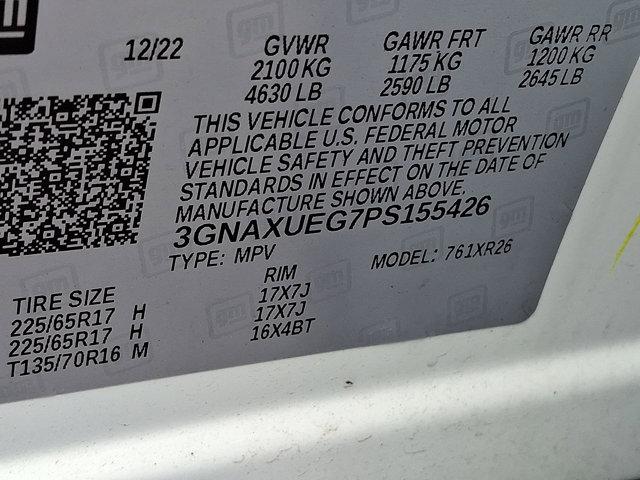 12/22 GVWR GAWR FRT GAWR RR
2100 KG 1175 KG 1200 KG
4630 LB 2590 LB 2645 LB
THIS VEHICLE CONFORMS TO ALL
APPLICABLE U.S. FEDERAL MOTOR
VEHICLE SAFETY AND THEFT PREVENTION
STANDARDS IN EFFECT ON THE DATE OF
MANUFACTURE SHOWN ABOVE.
3GNAXUEG7PS155426
TYPE: MPV MODEL: 761XR26
TIRE SIZE RIM
225/65R17 H 17X7J
225/65R17 H 17X7J
T135/70R16 M 16X4BT